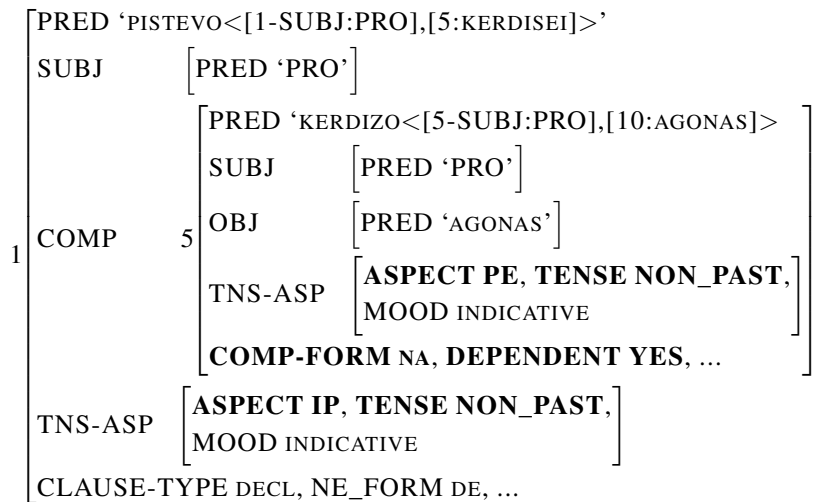 PRED ‘PISTEVO<[1-SUBJ:PRO],[5:KERDISEI]>’
SUBJ [PRED ‘PRO’]
PRED ‘KERDIZO<[5-SUBJ:PRO],[10:AGONAS]>
SUBJ [PRED ‘PRO’]
OBJ [PRED ‘AGONAS’]
1 COMP 5
TNS-ASP [ASPECT PE, TENSE NON_PAST,
MOOD INDICATIVE]
COMP-FORM NA, DEPENDENT YES, ...
TNS-ASP [ASPECT IP, TENSE NON_PAST,
MOOD INDICATIVE]
CLAUSE-TYPE DECL, NE_FORM DE, ...